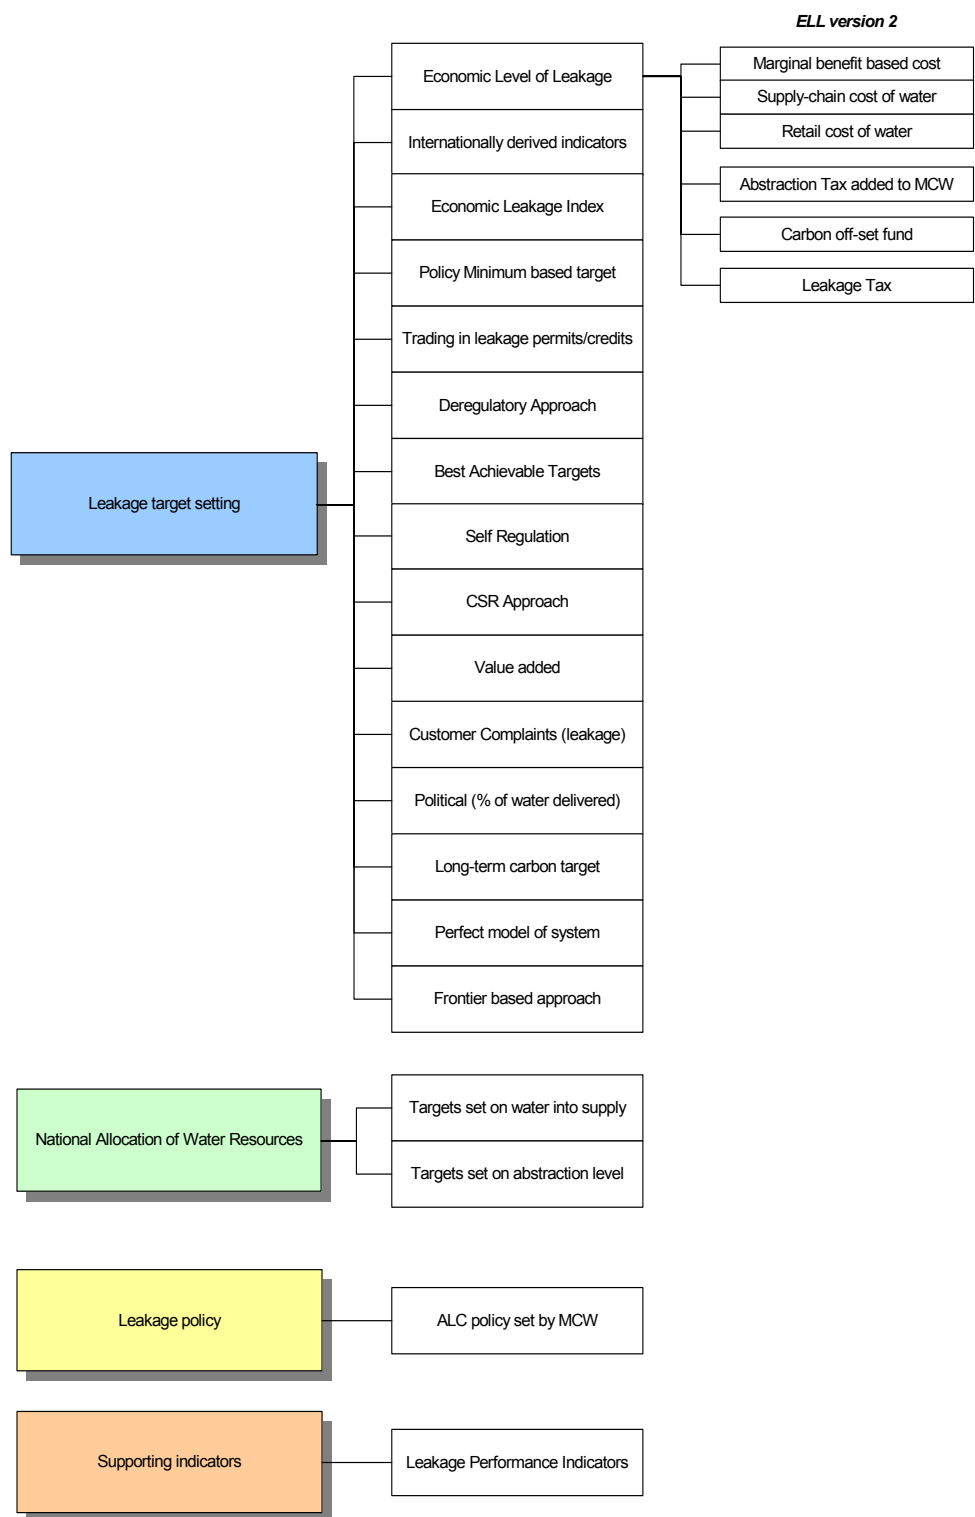 ELL version 2
Economic Level of Leakage
Marginal benefit based cost
Supply-chain cost of water
Retail cost of water
Abstraction Tax added to MCW
Carbon off-set fund
Leakage Tax
Internationally derived indicators
Economic Leakage Index
Policy Minimum based target
Trading in leakage permits/credits
Deregulatory Approach
Best Achievable Targets
Leakage target setting
Self Regulation
CSR Approach
Value added
Customer Complaints (leakage)
Political (% of water delivered)
Long-term carbon target
Perfect model of system
Frontier based approach
National Allocation of Water Resources
Targets set on water into supply
Targets set on abstraction level
Leakage policy
ALC policy set by MCW
Supporting indicators
Leakage Performance Indicators